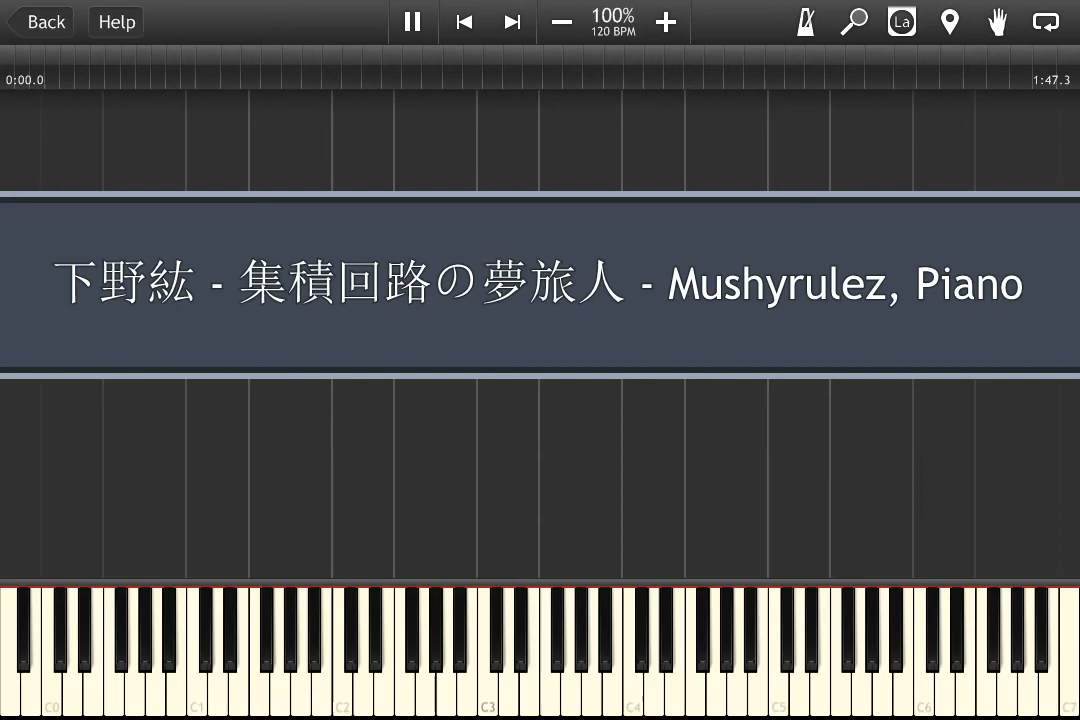 Back
Help
100%
120 BPM
La
0:00.0
1:47.3
下野紘 - 集積回路の夢旅人 - Mushyrulez, Piano
C0
C1
C2
C3
C4
C5
C6
C7